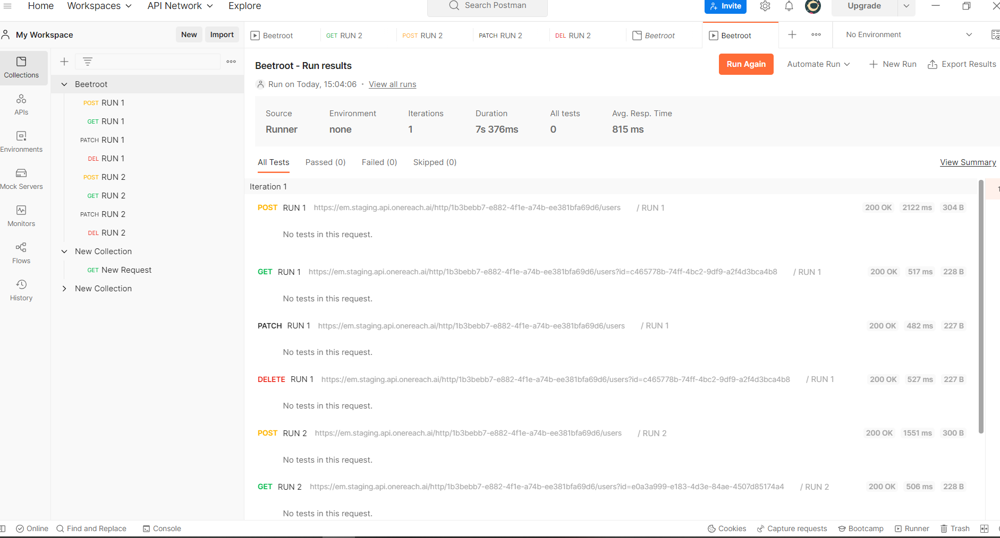 Home Workspaces API Network Explore Search Postman Invite Upgrade
My Workspace New Import
Beetroot GET RUN 2 POST RUN 2 PATCH RUN 2 DEL RUN 2 Beetroot Beetroot No Environment
Collections
APIs
Environments
Mock Servers
Monitors
Flows
History
Beetroot
POST RUN 1
GET RUN 1
PATCH RUN 1
DEL RUN 1
POST RUN 2
GET RUN 2
PATCH RUN 2
DEL RUN 2
New Collection
GET New Request
New Collection
Beetroot - Run results
Run Again Automate Run New Run Export Results
Run on Today, 15:04:06 · View all runs
Source Environment Iterations Duration All tests Avg. Resp. Time
Runner none 1 7s 376ms 0 815 ms
All Tests Passed (0) Failed (0) Skipped (0) View Summary
Iteration 1
1
POST RUN 1 https://em.staging.api.onereach.ai/http/1b3bebb7-e882-4f1e-a74b-ee381bfa69d6/users / RUN 1 200 OK 2122 ms 304 B
No tests in this request.
GET RUN 1 https://em.staging.api.onereach.ai/http/1b3bebb7-e882-4f1e-a74b-ee381bfa69d6/users?id=c465778b-74ff-4bc2-9df9-a2f4d3bca4b8 / RUN 1 200 OK 517 ms 228 B
No tests in this request.
PATCH RUN 1 https://em.staging.api.onereach.ai/http/1b3bebb7-e882-4f1e-a74b-ee381bfa69d6/users / RUN 1 200 OK 482 ms 227 B
No tests in this request.
DELETE RUN 1 https://em.staging.api.onereach.ai/http/1b3bebb7-e882-4f1e-a74b-ee381bfa69d6/users?id=c465778b-74ff-4bc2-9df9-a2f4d3bca4b8 / RUN 1 200 OK 527 ms 227 B
No tests in this request.
POST RUN 2 https://em.staging.api.onereach.ai/http/1b3bebb7-e882-4f1e-a74b-ee381bfa69d6/users / RUN 2 200 OK 1551 ms 300 B
No tests in this request.
GET RUN 2 https://em.staging.api.onereach.ai/http/1b3bebb7-e882-4f1e-a74b-ee381bfa69d6/users?id=e0a3a999-e183-4d3e-84ae-4507d85174a4 / RUN 2 200 OK 506 ms 228 B
No tests in this request.
Online Find and Replace Console Cookies Capture requests Bootcamp Runner Trash